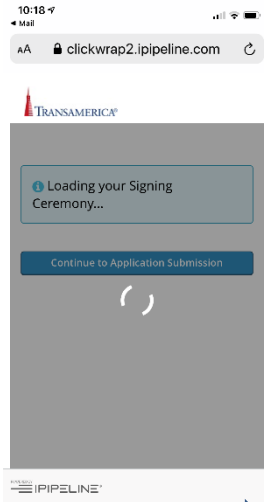 10:18
◀ Mail
AA clickwrap2.ipipeline.com
TRANSAMERICA®
Loading your Signing
Ceremony...
Continue to Application Submission
IPIPELINE®